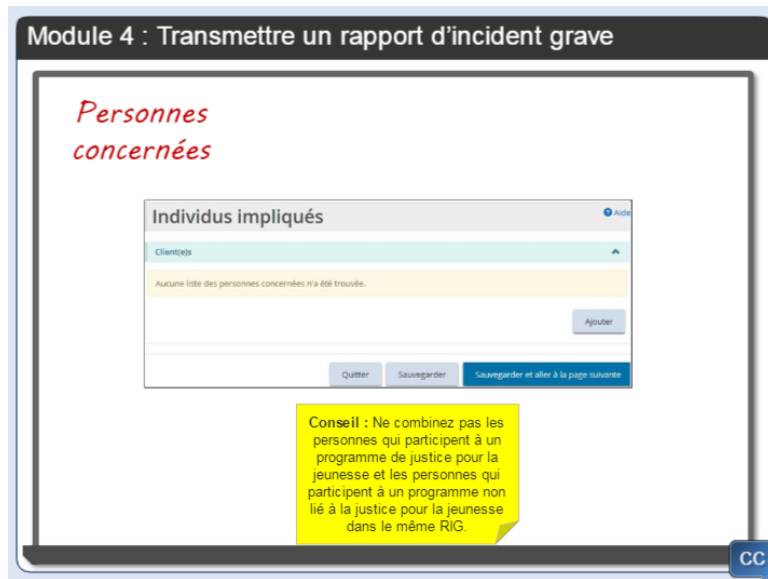 Module 4 : Transmettre un rapport d'incident grave
Personnes
concernées
Individus impliqués
Aide
Client(e)s
Aucune liste des personnes concernées n'a été trouvée.
Ajouter
Quitter
Sauvegarder
Sauvegarder et aller à la page suivante
Conseil : Ne combinez pas les
personnes qui participent à un
programme de justice pour la
jeunesse et les personnes qui
participent à un programme non
lié à la justice pour la jeunesse
dans le même RIG.
CC